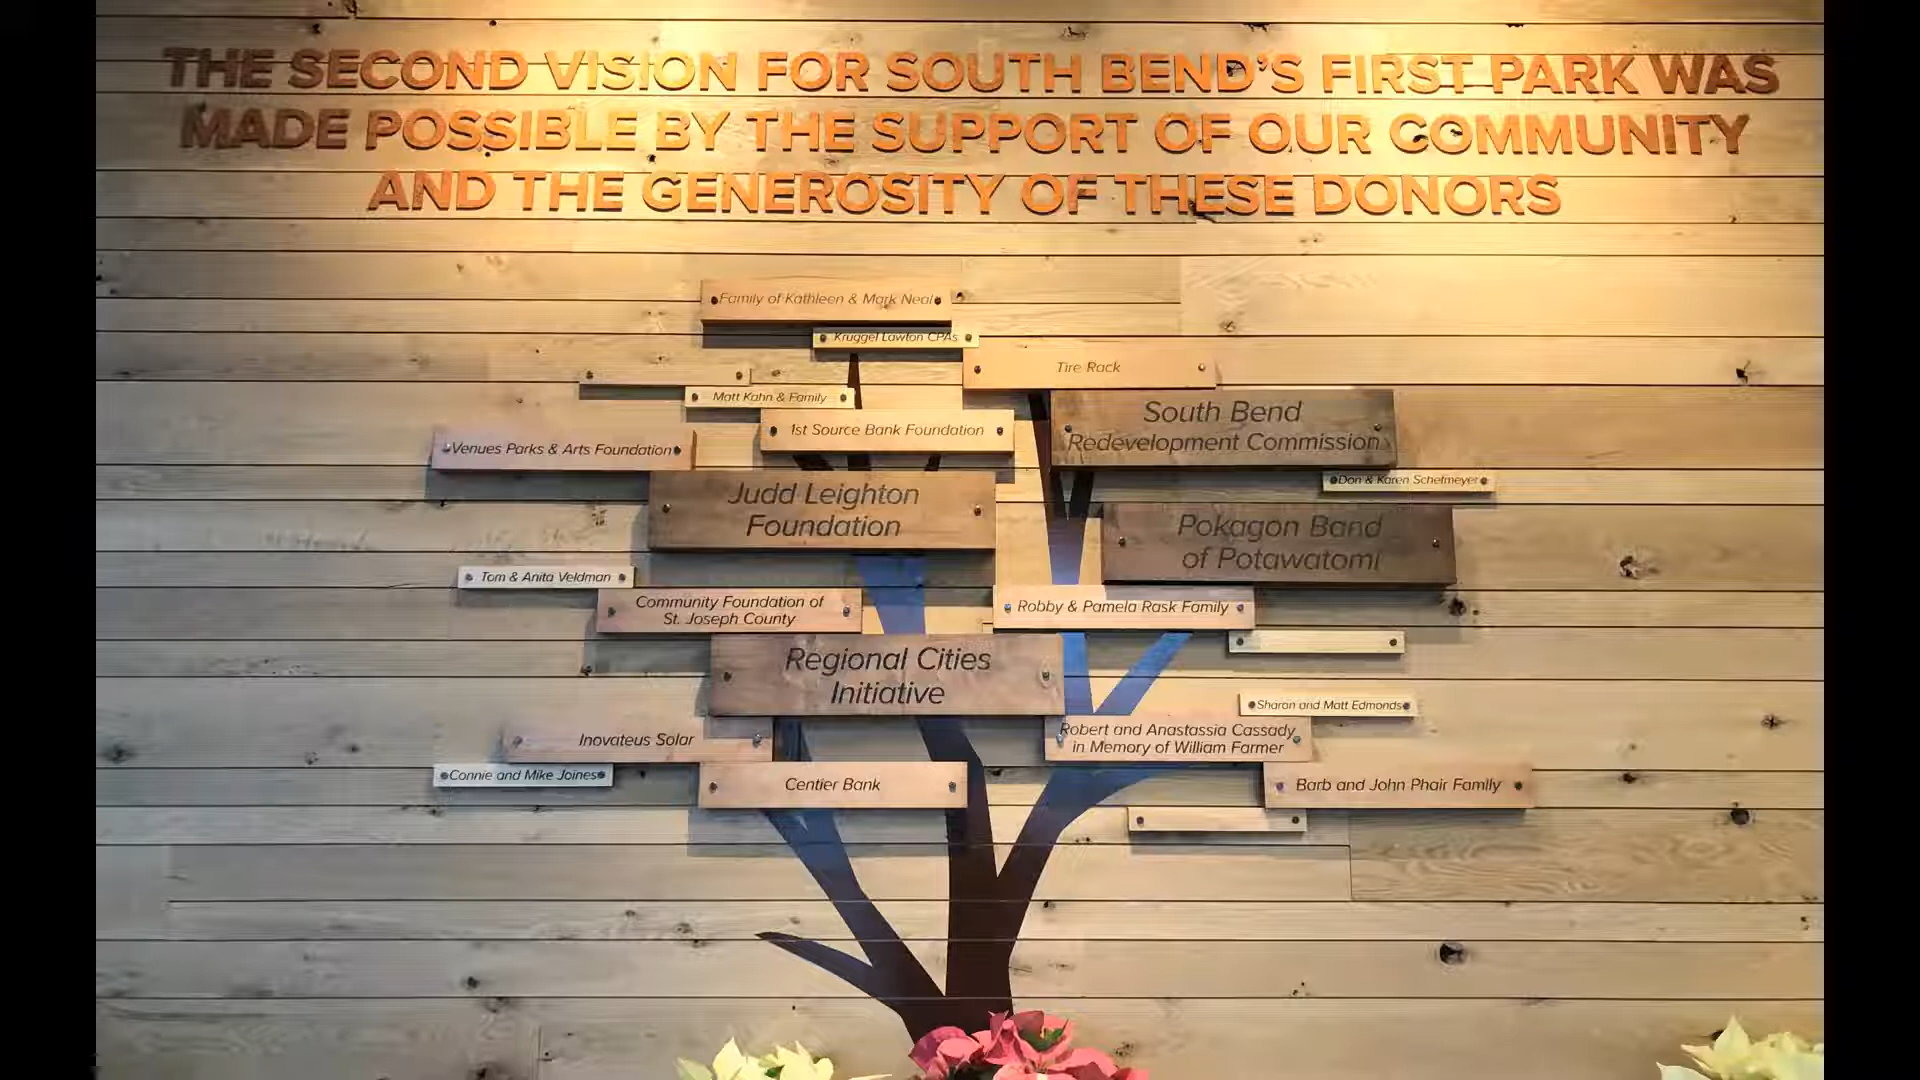 THE SECOND VISION FOR SOUTH BEND'S FIRST PARK WAS
MADE POSSIBLE BY THE SUPPORT OF OUR COMMUNITY
AND THE GENEROSITY OF THESE DONORS
Family of Kathleen & Mark Neal
Kruggel Lawton CPAs
Tire Rack
Matt Kahn & Family
1st Source Bank Foundation
South Bend
Redevelopment Commission
Venues Parks & Arts Foundation
Don & Karen Schefmeyer
Judd Leighton
Foundation
Pokagon Band
of Potawatomi
Tom & Anita Veldman
Community Foundation of
St. Joseph County
Robby & Pamela Rask Family
Regional Cities
Initiative
Sharon and Matt Edmonds
Inovateus Solar
Robert and Anastassia Cassady
in Memory of William Farmer
Connie and Mike Joines
Centier Bank
Barb and John Phair Family